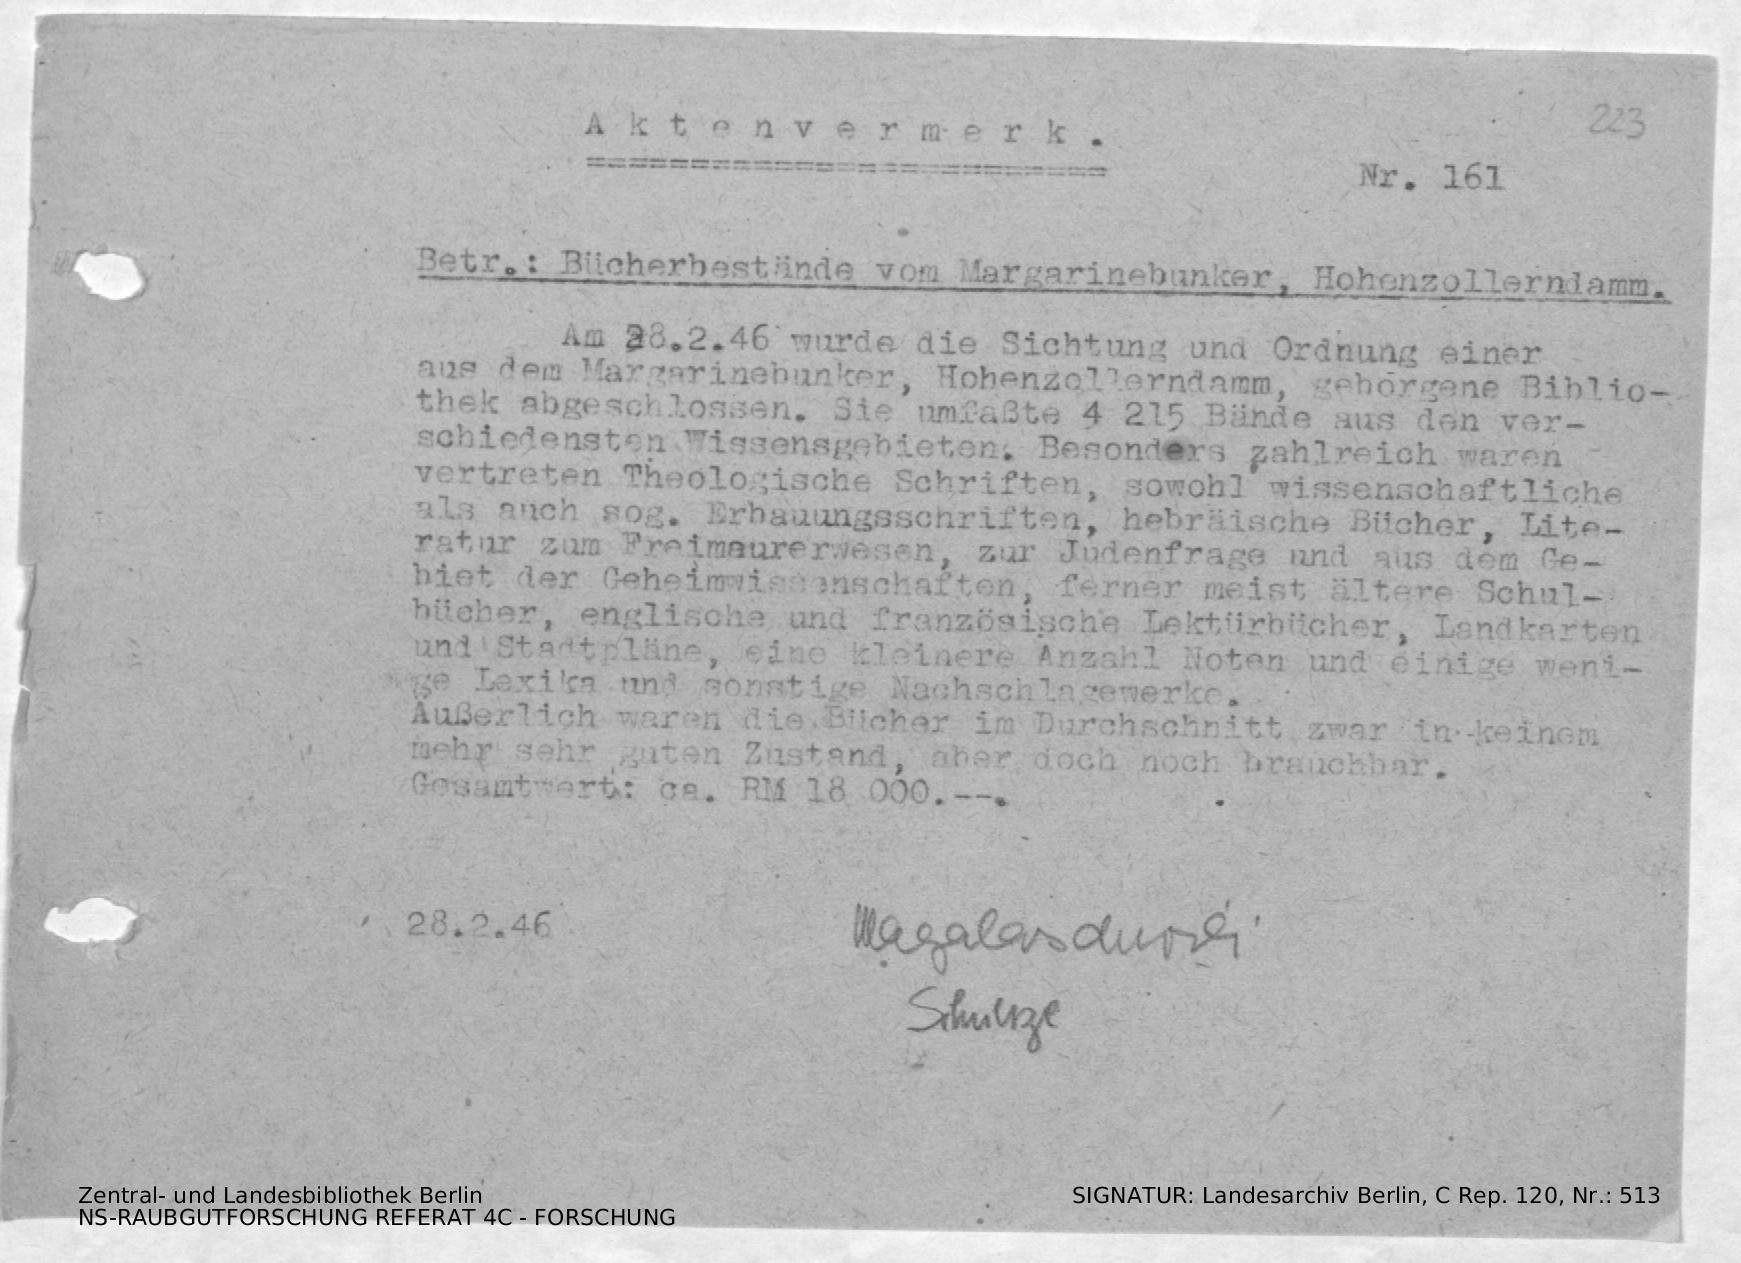 223
A k t e n v e r m e r k .
=========================
Nr. 161
Betr.: Bücherbestände vom Margarinebunker, Hohenzollerndamm.
Am 28.2.46 wurde die Sichtung und Ordnung einer
aus dem Margarinebunker, Hohenzollerndamm, geborgene Biblio-
thek abgeschlossen. Sie umfaßte 4 215 Bände aus den ver-
schiedensten Wissensgebieten. Besonders zahlreich waren
vertreten Theologische Schriften, sowohl wissenschaftliche
als auch sog. Erbauungsschriften, hebräische Bücher, Lite-
ratur zum Freimaurerwesen, zur Judenfrage und aus dem Ge-
biet der Geheimwissenschaften, ferner meist ältere Schul-
bücher, englische und französische Lektürbücher, Landkarten
und Stadtpläne, eine kleinere Anzahl Noten und einige weni-
ge Lexika und sonstige Nachschlagewerke.
Äußerlich waren die Bücher im Durchschnitt zwar in keinem
mehr sehr guten Zustand, aber doch noch brauchbar.
Gesamtwert: ca. RM 18 000.--.
28.2.46
Schulze
Zentral- und Landesbibliothek Berlin
NS-RAUBGUTFORSCHUNG REFERAT 4C - FORSCHUNG
SIGNATUR: Landesarchiv Berlin, C Rep. 120, Nr.: 513